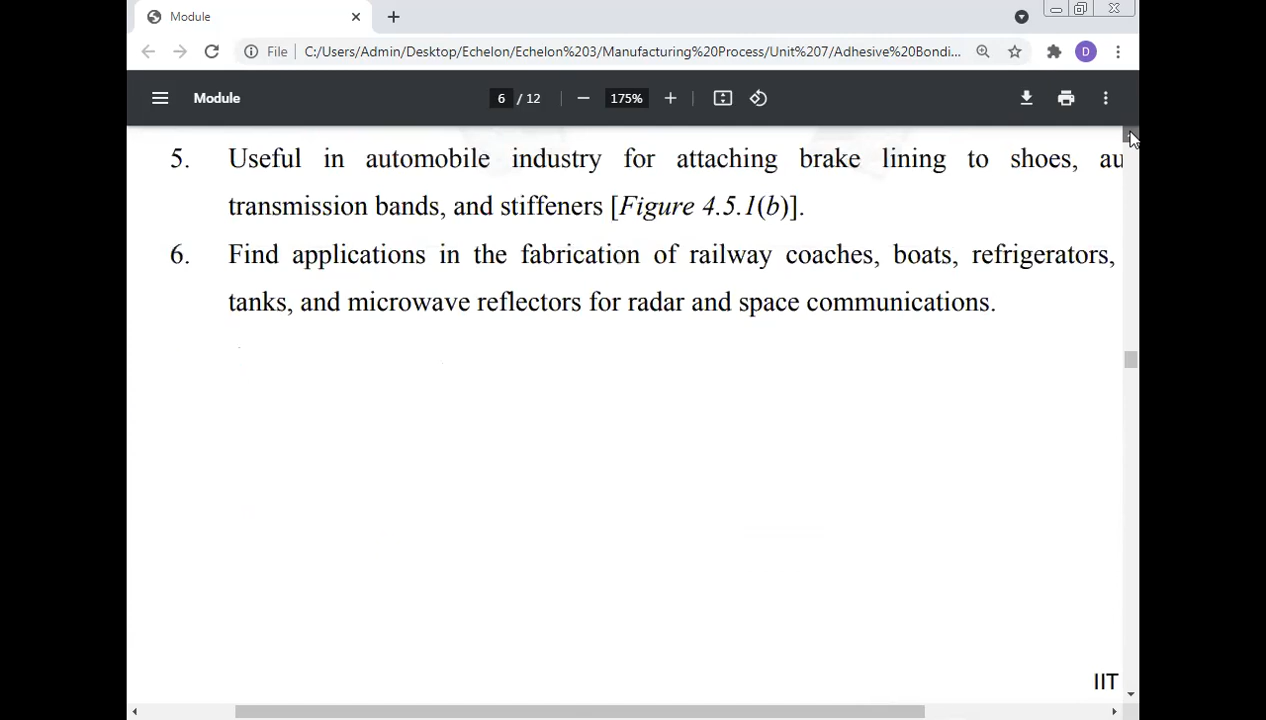 Module
File
C:/Users/Admin/Desktop/Echelon/Echelon%203/Manufacturing%20Process/Unit%207/Adhesive%20Bondi...
D
Module
6 / 12
175%
5. Useful in automobile industry for attaching brake lining to shoes, au
transmission bands, and stiffeners [Figure 4.5.1(b)].
6. Find applications in the fabrication of railway coaches, boats, refrigerators,
tanks, and microwave reflectors for radar and space communications.
IIT